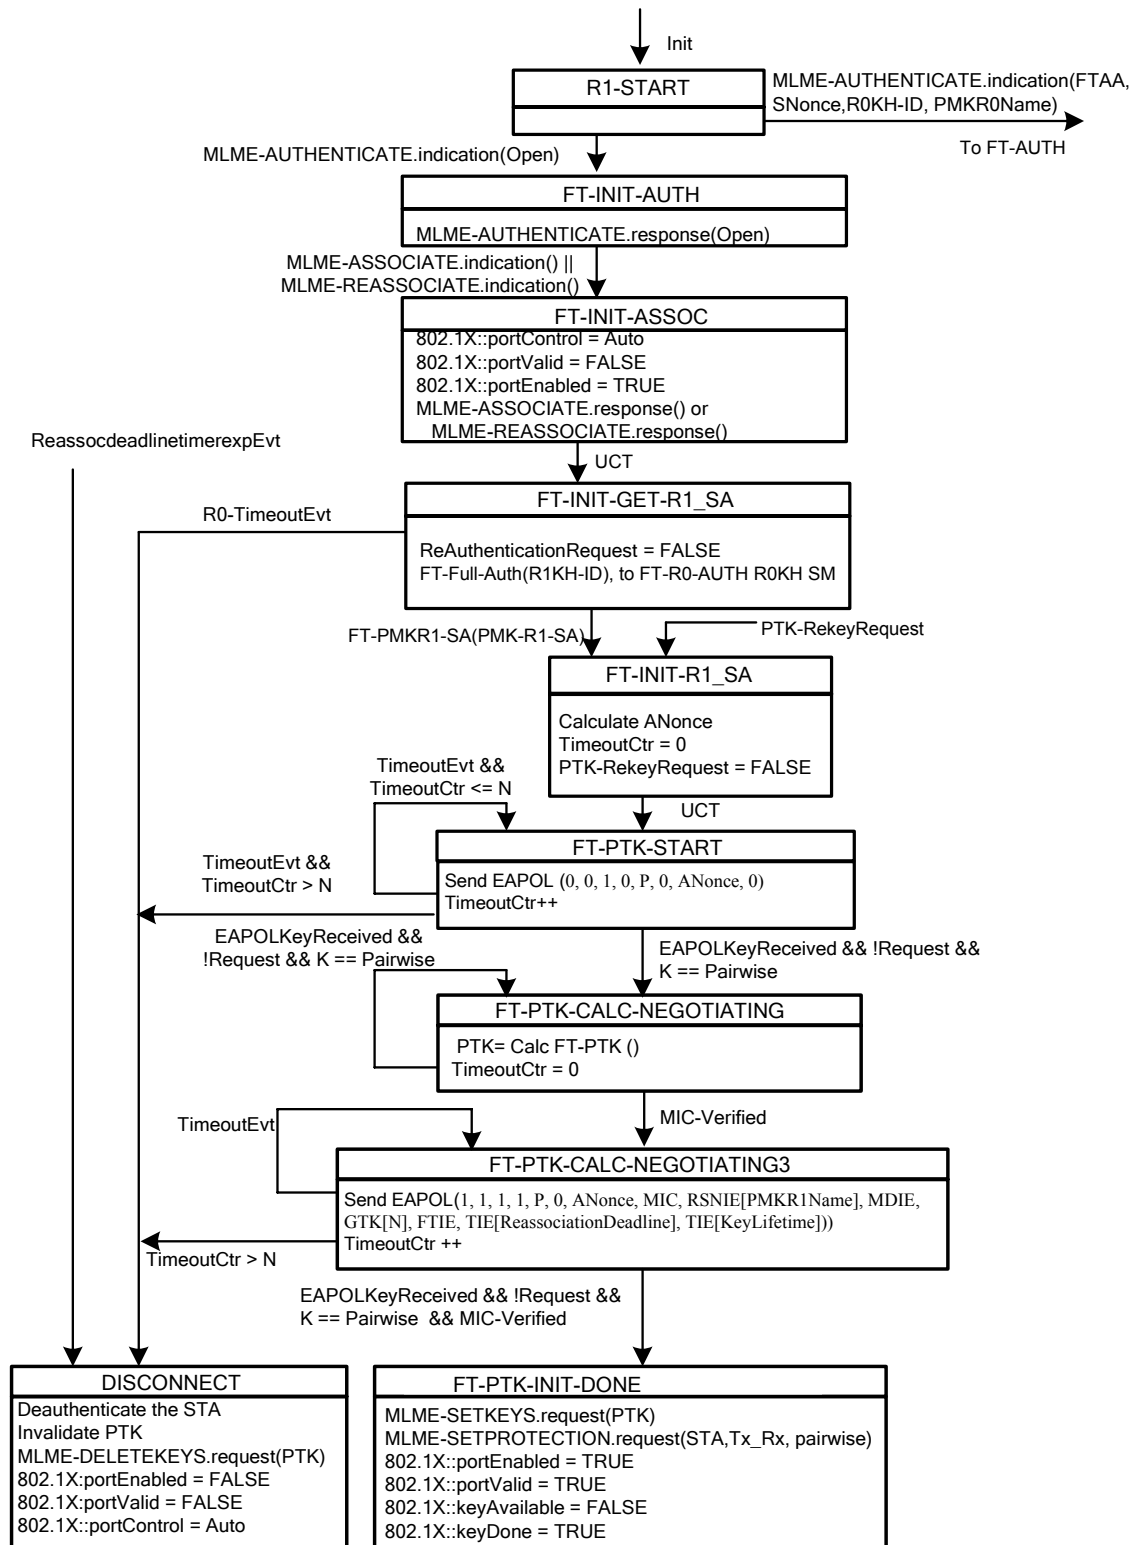 Init
R1-START
MLME-AUTHENTICATE.indication(FTAA,
SNonce,R0KH-ID, PMKR0Name)
To FT-AUTH
MLME-AUTHENTICATE.indication(Open)
FT-INIT-AUTH
MLME-AUTHENTICATE.response(Open)
MLME-ASSOCIATE.indication() ||
MLME-REASSOCIATE.indication()
FT-INIT-ASSOC
802.1X::portControl = Auto
802.1X::portValid = FALSE
802.1X::portEnabled = TRUE
MLME-ASSOCIATE.response() or
MLME-REASSOCIATE.response()
ReassocdeadlinetimerexpEvt
UCT
R0-TimeoutEvt
FT-INIT-GET-R1_SA
ReAuthenticationRequest = FALSE
FT-Full-Auth(R1KH-ID), to FT-R0-AUTH R0KH SM
FT-PMKR1-SA(PMK-R1-SA)
PTK-RekeyRequest
FT-INIT-R1_SA
Calculate ANonce
TimeoutCtr = 0
PTK-RekeyRequest = FALSE
TimeoutEvt &&
TimeoutCtr <= N
UCT
FT-PTK-START
Send EAPOL (0, 0, 1, 0, P, 0, ANonce, 0)
TimeoutCtr++
TimeoutEvt &&
TimeoutCtr > N
EAPOLKeyReceived &&
!Request && K == Pairwise
EAPOLKeyReceived && !Request &&
K == Pairwise
FT-PTK-CALC-NEGOTIATING
PTK= Calc FT-PTK ()
TimeoutCtr = 0
MIC-Verified
TimeoutEvt
FT-PTK-CALC-NEGOTIATING3
Send EAPOL(1, 1, 1, 1, P, 0, ANonce, MIC, RSNIE[PMKR1Name], MDIE,
GTK[N], FTIE, TIE[ReassociationDeadline], TIE[KeyLifetime]))
TimeoutCtr ++
TimeoutCtr > N
EAPOLKeyReceived && !Request &&
K == Pairwise && MIC-Verified
DISCONNECT
Deauthenticate the STA
Invalidate PTK
MLME-DELETEKEYS.request(PTK)
802.1X:portEnabled = FALSE
802.1X::portValid = FALSE
802.1X::portControl = Auto
FT-PTK-INIT-DONE
MLME-SETKEYS.request(PTK)
MLME-SETPROTECTION.request(STA,Tx_Rx, pairwise)
802.1X::portEnabled = TRUE
802.1X::portValid = TRUE
802.1X::keyAvailable = FALSE
802.1X::keyDone = TRUE